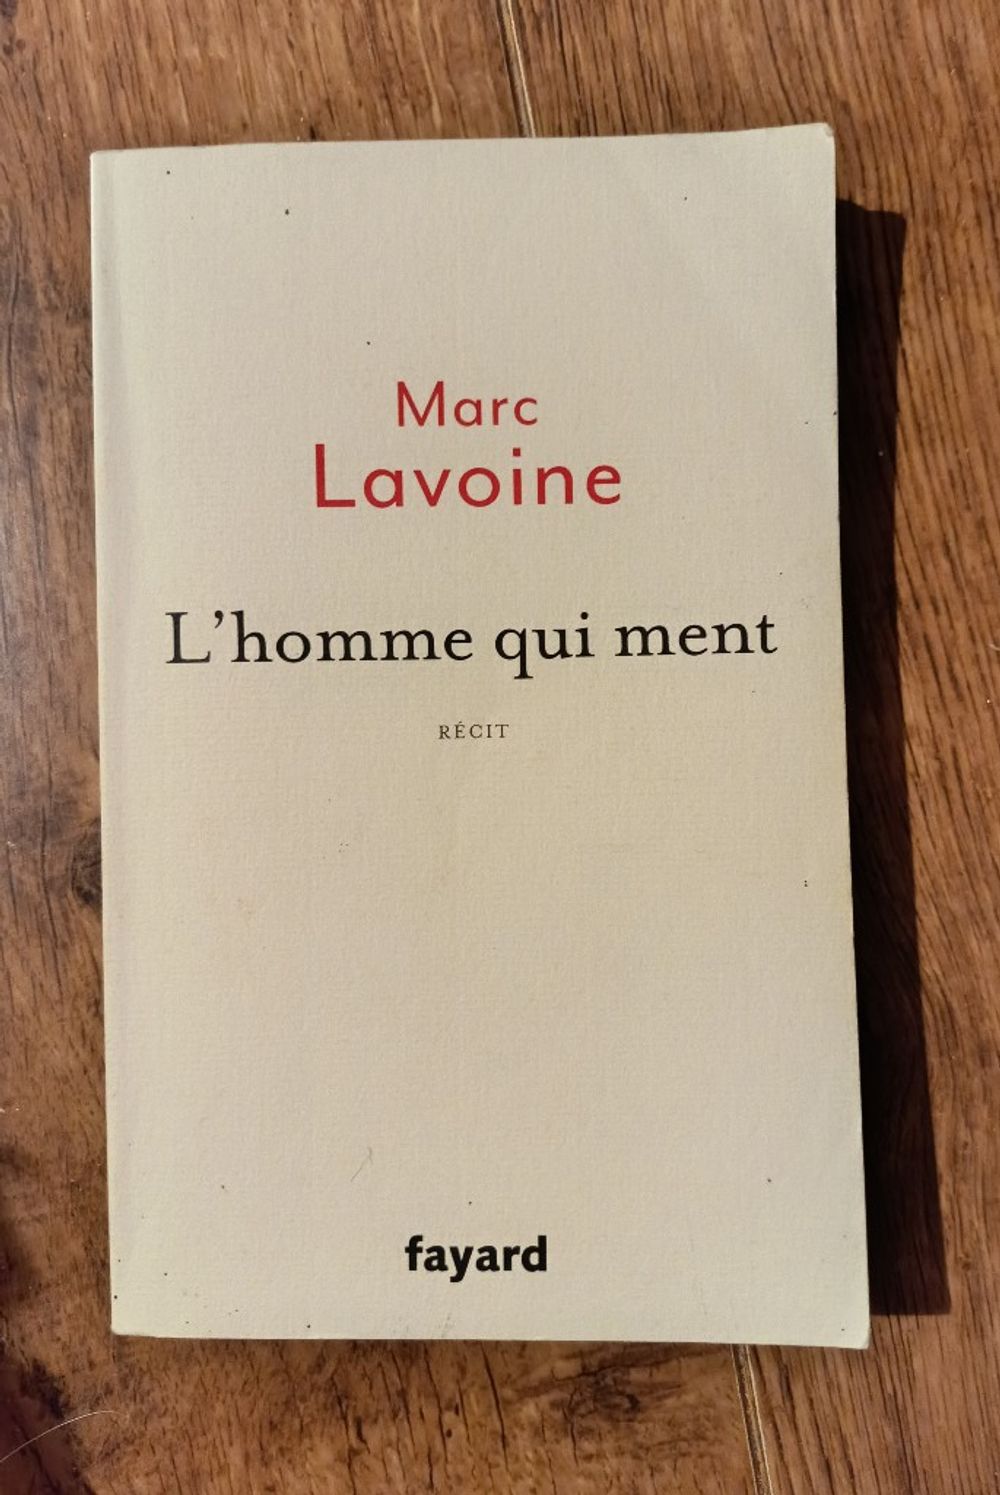 Marc
Lavoine
L'homme qui ment
RÉCIT
fayard